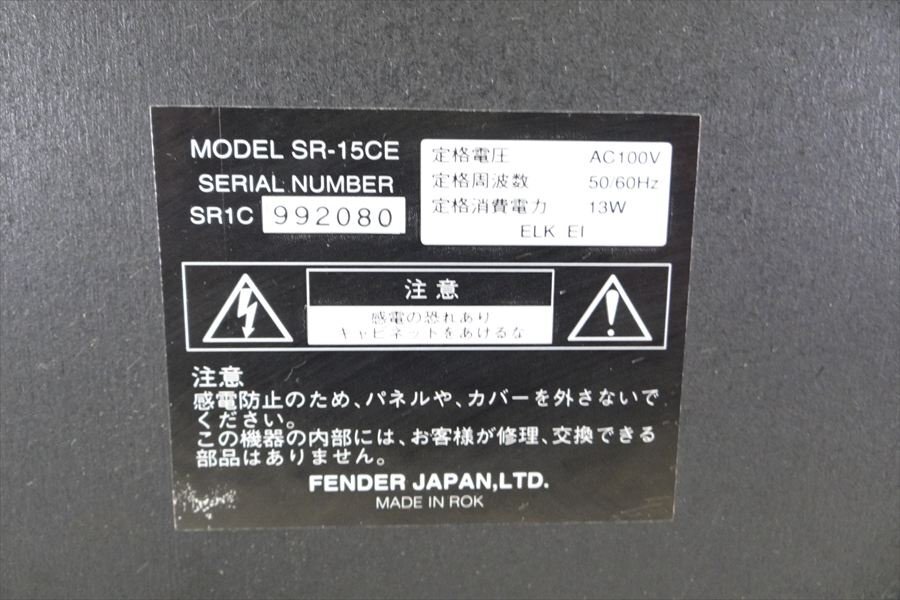 MODEL SR-15CE
SERIAL NUMBER
SR1C 992080
定格電圧 AC100V
定格周波数 50/60Hz
定格消費電力 13W
ELK EI
注意
感電の恐れあり
キャビネットをあけるな
注意
感電防止のため、パネルや、カバーを外さないで
ください。
この機器の内部には、お客様が修理、交換できる
部品はありません。
FENDER JAPAN,LTD.
MADE IN ROK